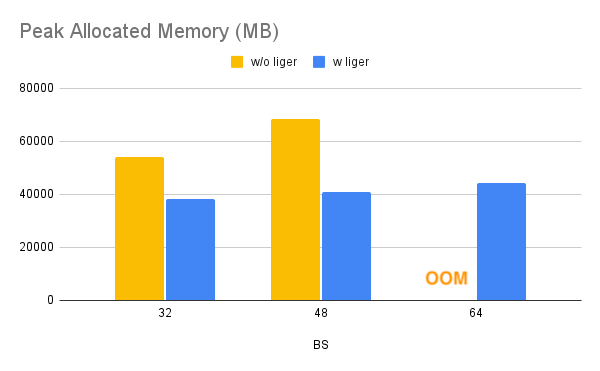 Peak Allocated Memory (MB)
w/o liger w liger
80000
60000
40000
20000
OOM
0
32 48 64
BS